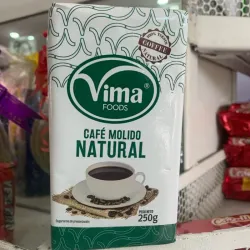 COFFEE
Vima®
FOODS
CAFÉ MOLIDO
NATURAL
250g